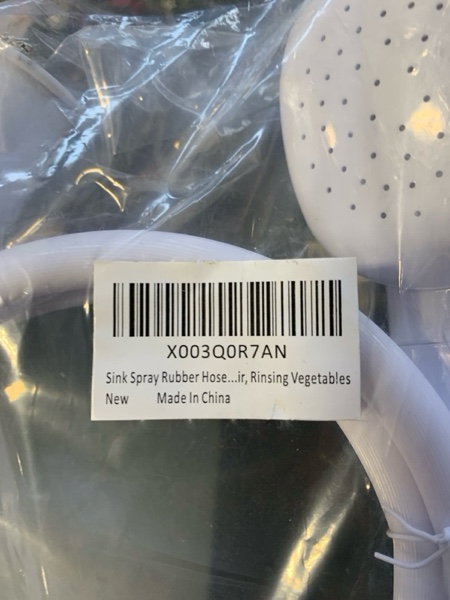 X003Q0R7AN
Sink Spray Rubber Hose...ir, Rinsing Vegetables
New Made In China